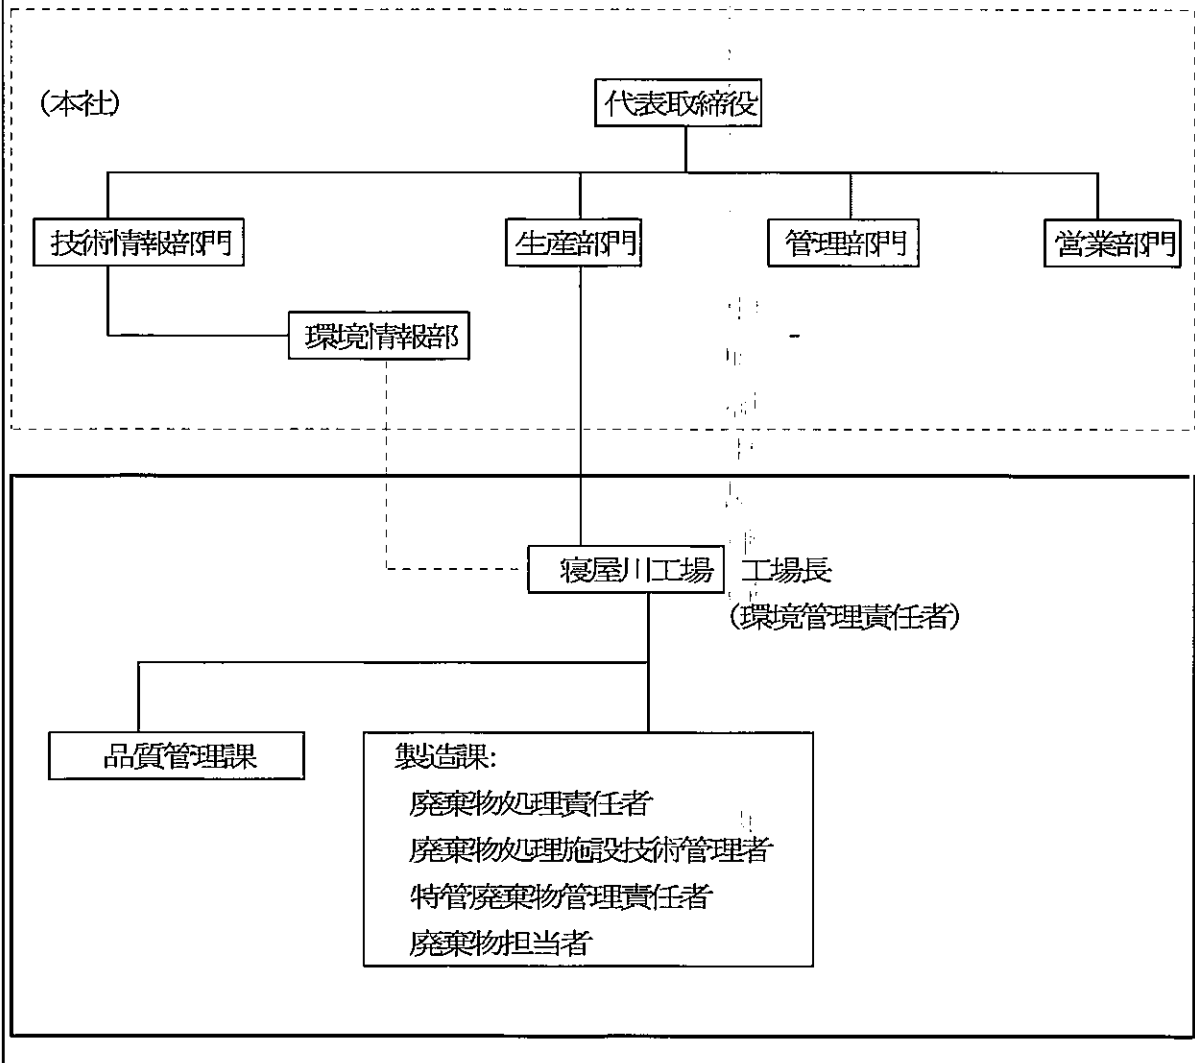 (本社)
代表取締役
技術情報部門
生産部門
管理部門
営業部門
環境情報部
寝屋川工場
工場長
(環境管理責任者)
品質管理課
製造課:
廃棄物処理責任者
廃棄物処理施設技術管理者
特管廃棄物管理責任者
廃棄物担当者